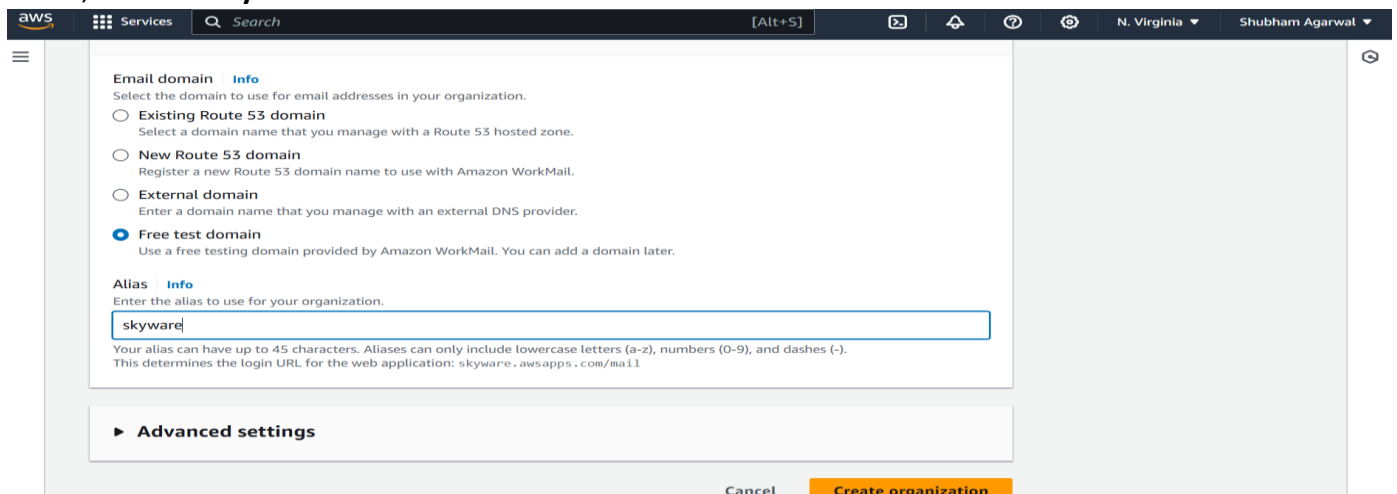 aws Services Search [Alt+S] N. Virginia ▼ Shubham Agarwal ▼
Email domain Info
Select the domain to use for email addresses in your organization.
Existing Route 53 domain
Select a domain name that you manage with a Route 53 hosted zone.
New Route 53 domain
Register a new Route 53 domain name to use with Amazon WorkMail.
External domain
Enter a domain name that you manage with an external DNS provider.
Free test domain
Use a free testing domain provided by Amazon WorkMail. You can add a domain later.
Alias Info
Enter the alias to use for your organization.
skyware
Your alias can have up to 45 characters. Aliases can only include lowercase letters (a-z), numbers (0-9), and dashes (-).
This determines the login URL for the web application: skyware.awsapps.com/mail
▶ Advanced settings
Cancel Create organization